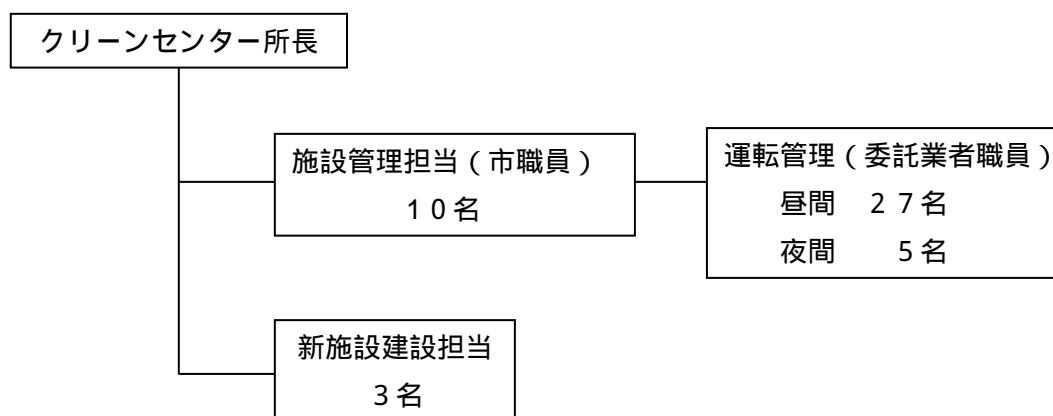 クリーンセンター所長
施設管理担当（市職員）
１０名
運転管理（委託業者職員）
昼間　２７名
夜間　　５名
新施設建設担当
３名